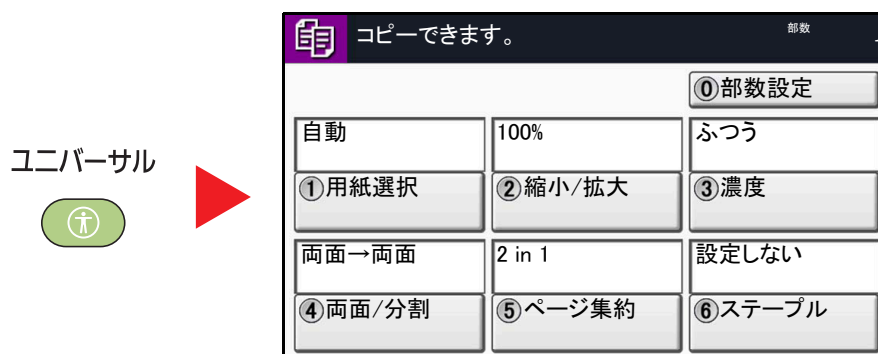 コピーできます。 部数
⓪部数設定
自動 100% ふつう
ユニバーサル
①用紙選択 ②縮小/拡大 ③濃度
両面→両面 2 in 1 設定しない
④両面/分割 ⑤ページ集約 ⑥ステープル